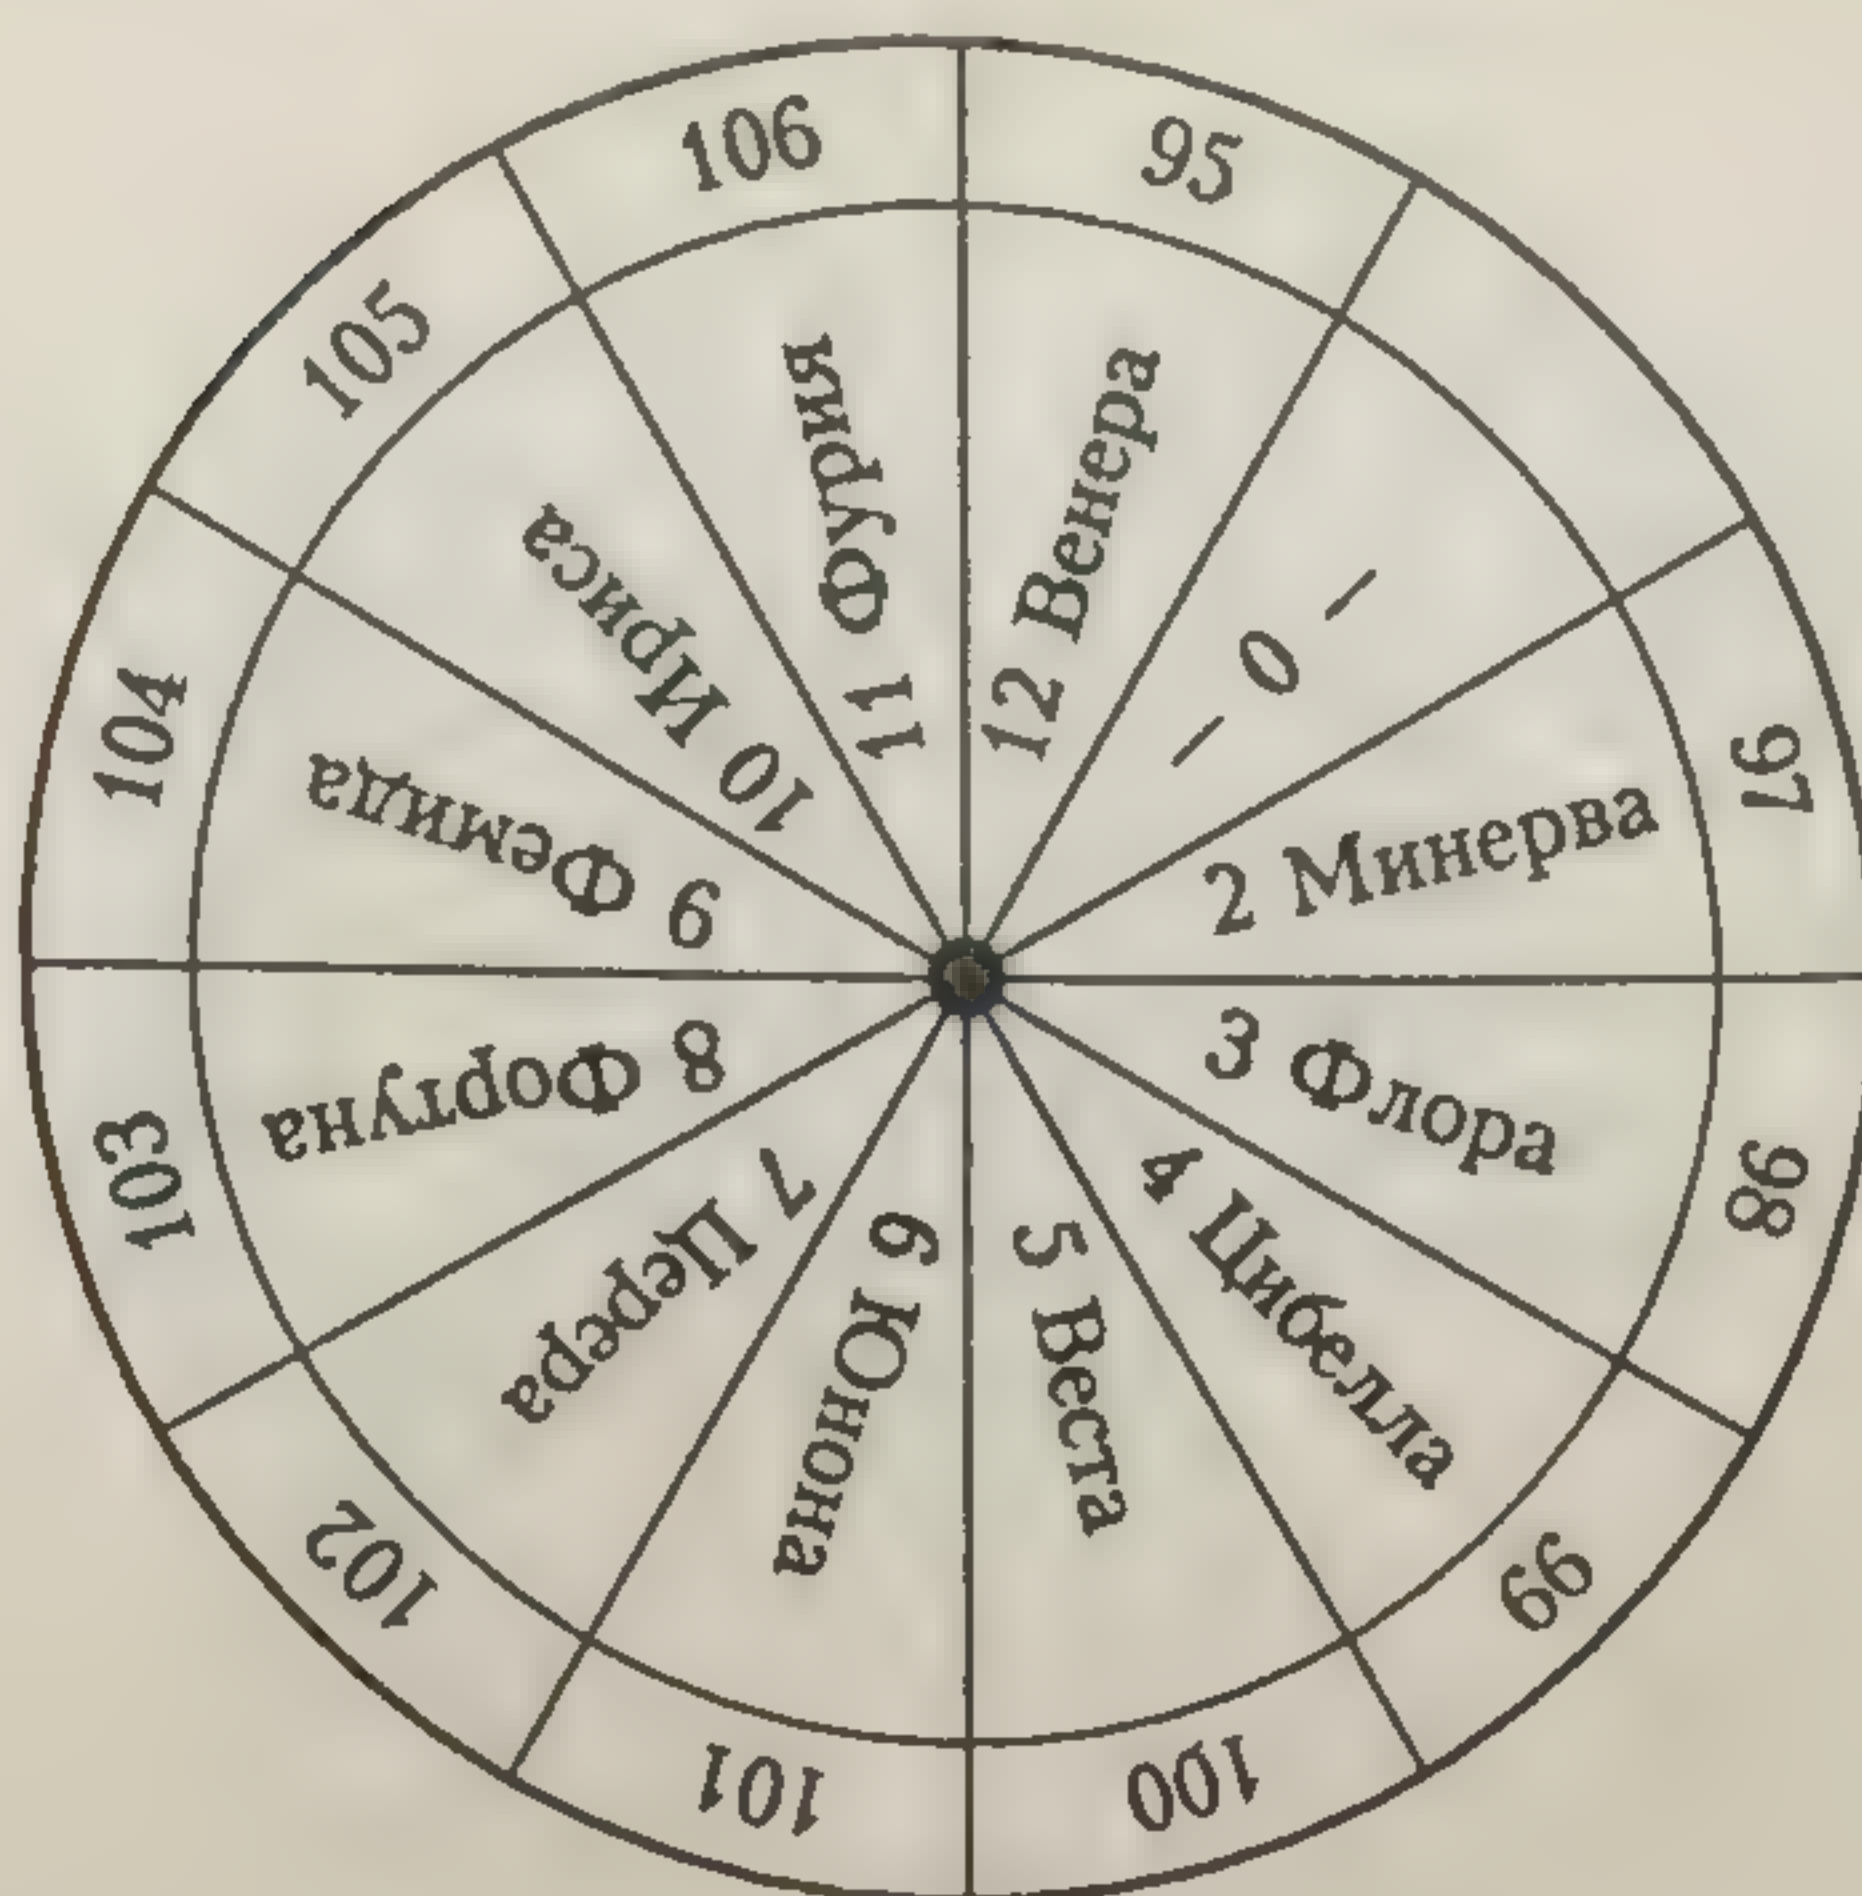 95
12 Венера
- 0 -
97
2 Минерва
98
3 Флора
99
4 Цибелла
100
5 Веста
101
6 Юнона
102
7 Церера
103
8 Фортуна
104
9 Фемида
105
10 Ириса
106
11 Фурия